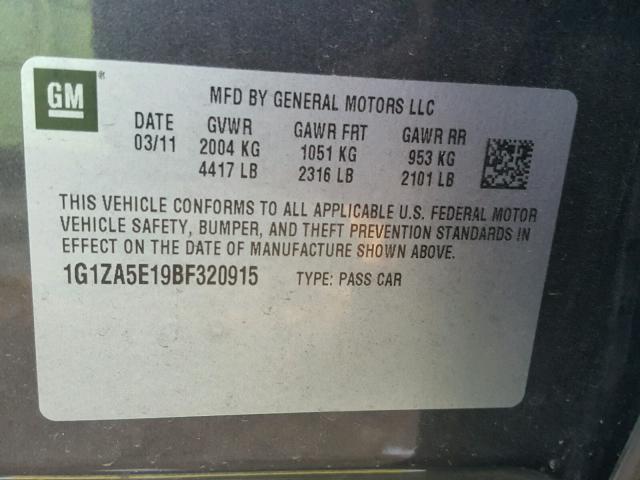 GM
MFD BY GENERAL MOTORS LLC
DATE GVWR GAWR FRT GAWR RR
03/11 2004 KG 1051 KG 953 KG
4417 LB 2316 LB 2101 LB
THIS VEHICLE CONFORMS TO ALL APPLICABLE U.S. FEDERAL MOTOR
VEHICLE SAFETY, BUMPER, AND THEFT PREVENTION STANDARDS IN
EFFECT ON THE DATE OF MANUFACTURE SHOWN ABOVE.
1G1ZA5E19BF320915 TYPE: PASS CAR